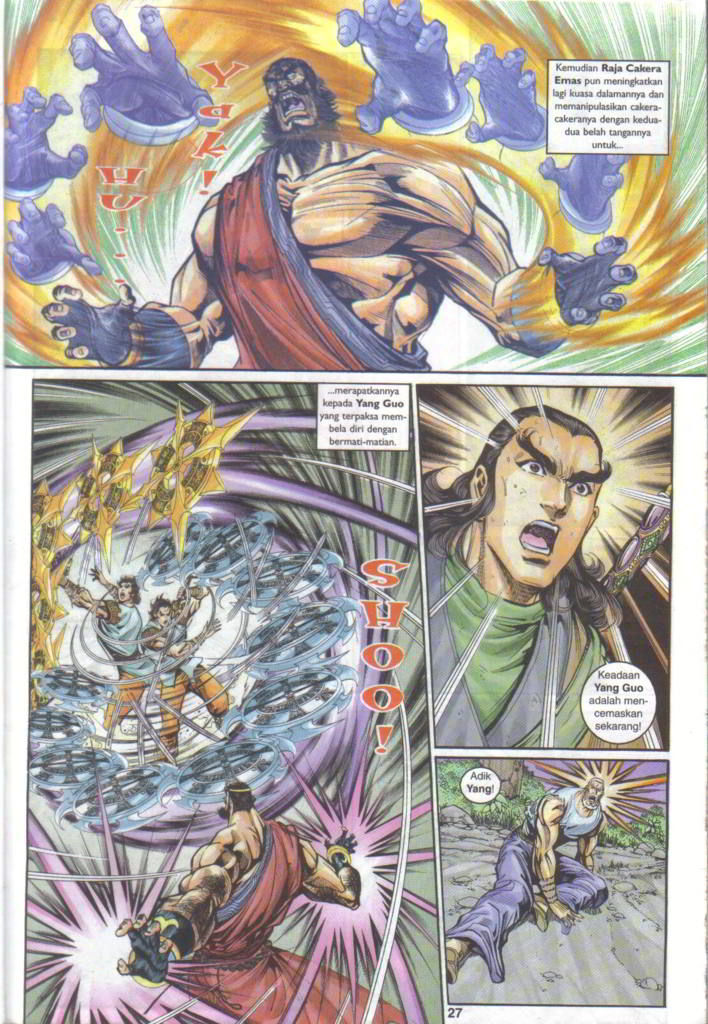 Kemudian Raja Cakera
Emas pun meningkatkan
lagi kuasa dalamannya dan
memanipulasikan cakera-
cakeranya dengan kedua-
dua belah tangannya
untuk...
Yak!
HU...
...merapatkannya
kepada Yang Guo
yang terpaksa mem-
bela diri dengan
bermati-matian.
SHOO!
Keadaan
Yang Guo
adalah men-
cemaskan
sekarang!
Adik
Yang!
27